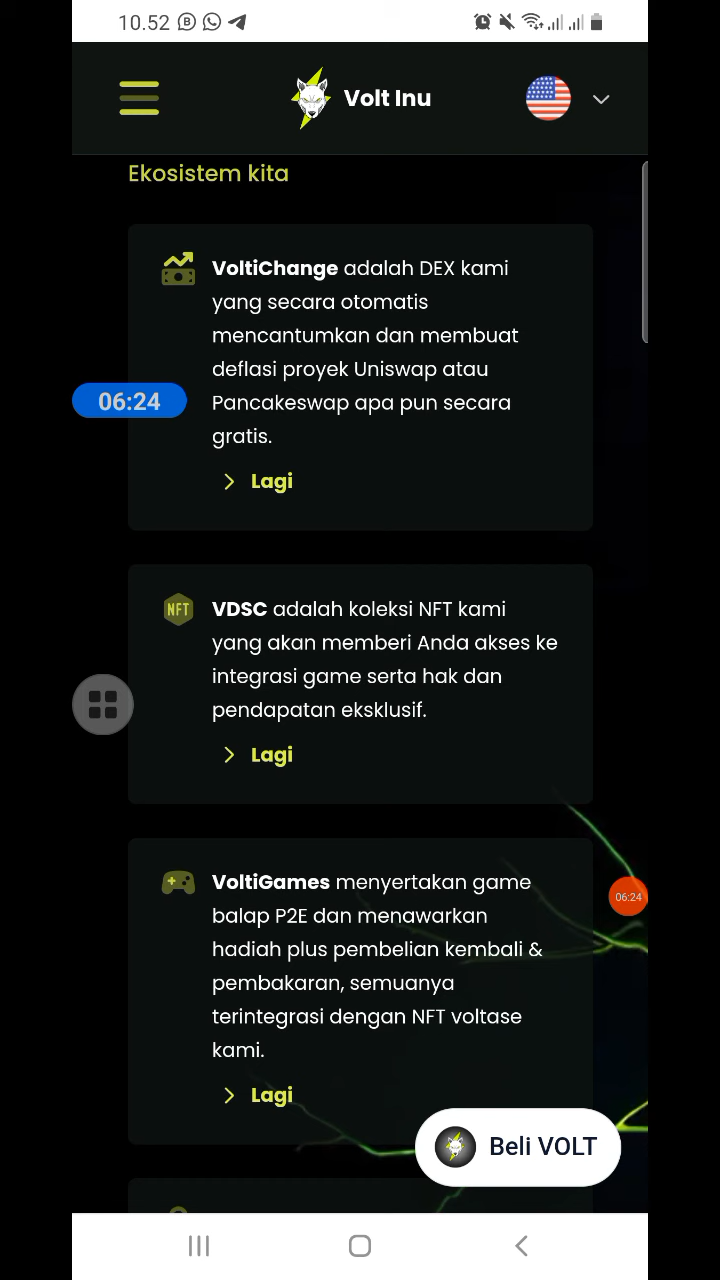 10.52
Volt Inu
Ekosistem kita
VoltiChange adalah DEX kami
yang secara otomatis
mencantumkan dan membuat
deflasi proyek Uniswap atau
06:24
Pancakeswap apa pun secara
gratis.
Lagi
NFT
VDSC adalah koleksi NFT kami
yang akan memberi Anda akses ke
integrasi game serta hak dan
pendapatan eksklusif.
Lagi
VoltiGames menyertakan game
06:24
balap P2E dan menawarkan
hadiah plus pembelian kembali &
pembakaran, semuanya
terintegrasi dengan NFT voltase
kami.
Lagi
Beli VOLT